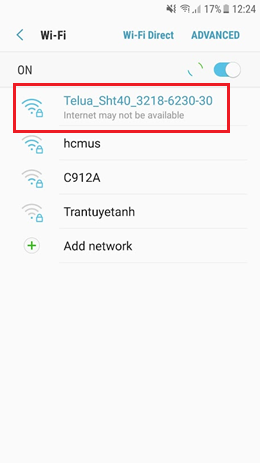 17% 12:24
Wi-Fi Wi-Fi Direct ADVANCED
ON
Telua_Sht40_3218-6230-30
Internet may not be available
hcmus
C912A
Trantuyetanh
Add network